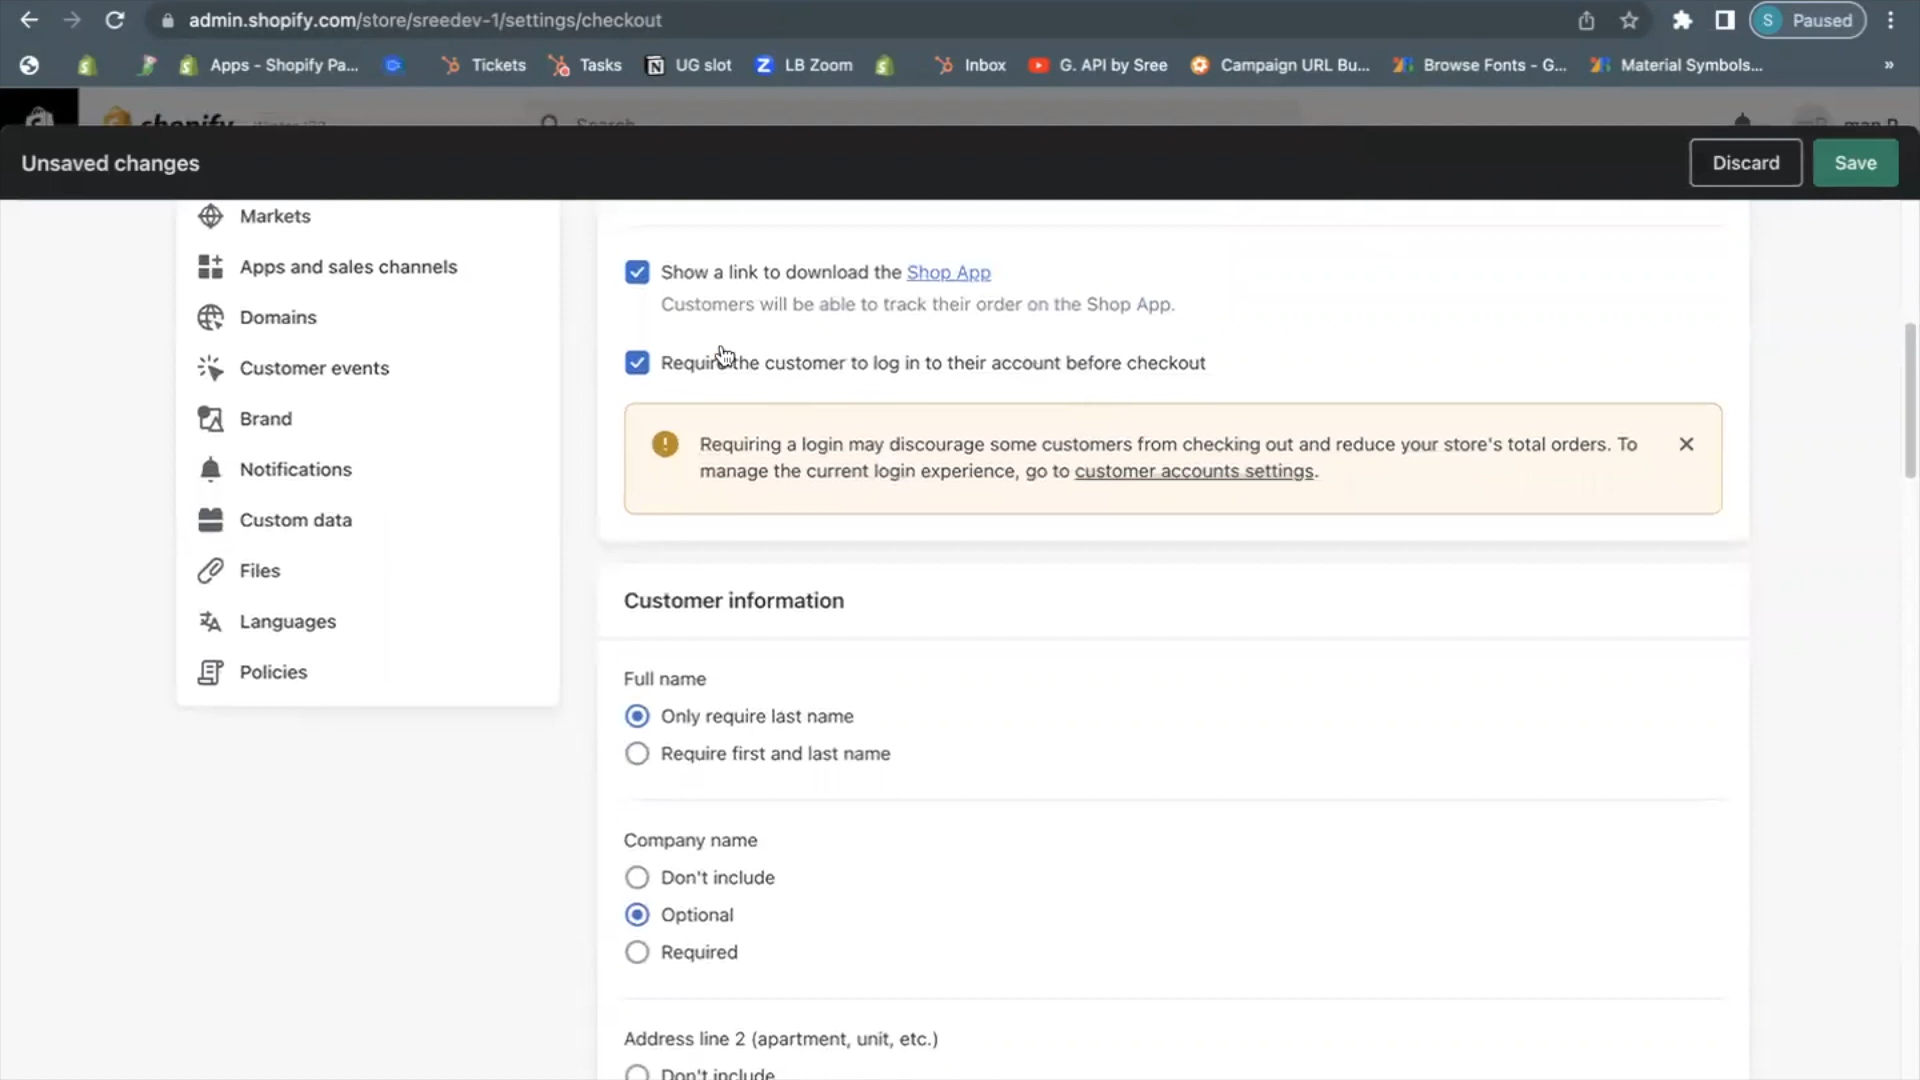 admin.shopify.com/store/sreedev-1/settings/checkout
S Paused
Apps - Shopify Pa... Tickets Tasks UG slot LB Zoom Inbox G. API by Sree Campaign URL Bu... Browse Fonts - G... Material Symbols... »
shopify Search
Unsaved changes Discard Save
Markets
Apps and sales channels
Domains
Customer events
Brand
Notifications
Custom data
Files
Languages
Policies
Show a link to download the Shop App
Customers will be able to track their order on the Shop App.
Require the customer to log in to their account before checkout
Requiring a login may discourage some customers from checking out and reduce your store's total orders. To
manage the current login experience, go to customer accounts settings.
Customer information
Full name
Only require last name
Require first and last name
Company name
Don't include
Optional
Required
Address line 2 (apartment, unit, etc.)
Don't include